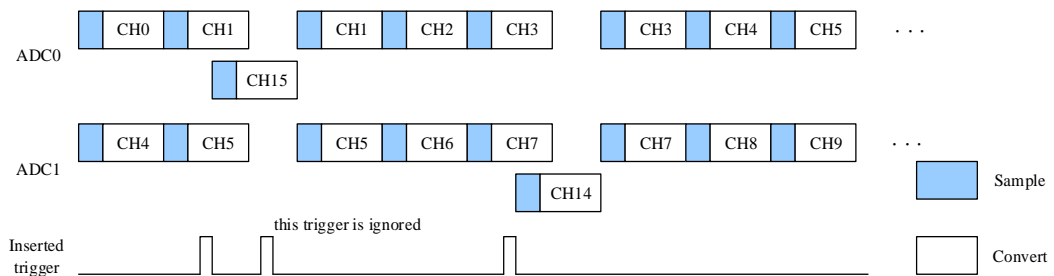 CH0 CH1 CH1 CH2 CH3 CH3 CH4 CH5 . . .
ADC0
CH15
CH4 CH5 CH5 CH6 CH7 CH7 CH8 CH9 . . .
ADC1
CH14
Sample
this trigger is ignored
Inserted
trigger
Convert